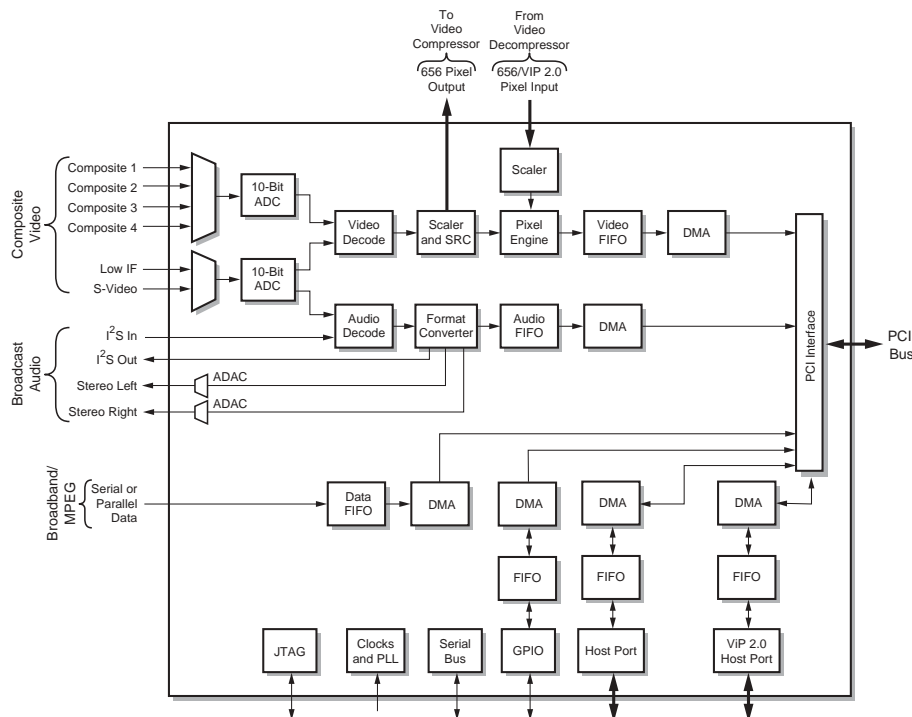 To
Video
Compressor
656 Pixel
Output
From
Video
Decompressor
656/VIP 2.0
Pixel Input
Composite
Video
Composite 1
Composite 2
Composite 3
Composite 4
Low IF
S-Video
10-Bit
ADC
10-Bit
ADC
Video
Decode
Scaler
and SRC
Scaler
Pixel
Engine
Video
FIFO
DMA
Broadcast
Audio
I²S In
I²S Out
Stereo Left
Stereo Right
ADAC
ADAC
Audio
Decode
Format
Converter
Audio
FIFO
DMA
PCI Interface
PCI
Bus
Broadband/
MPEG
Serial or
Parallel
Data
Data
FIFO
DMA
DMA
DMA
DMA
FIFO
FIFO
FIFO
JTAG
Clocks
and PLL
Serial
Bus
GPIO
Host Port
ViP 2.0
Host Port